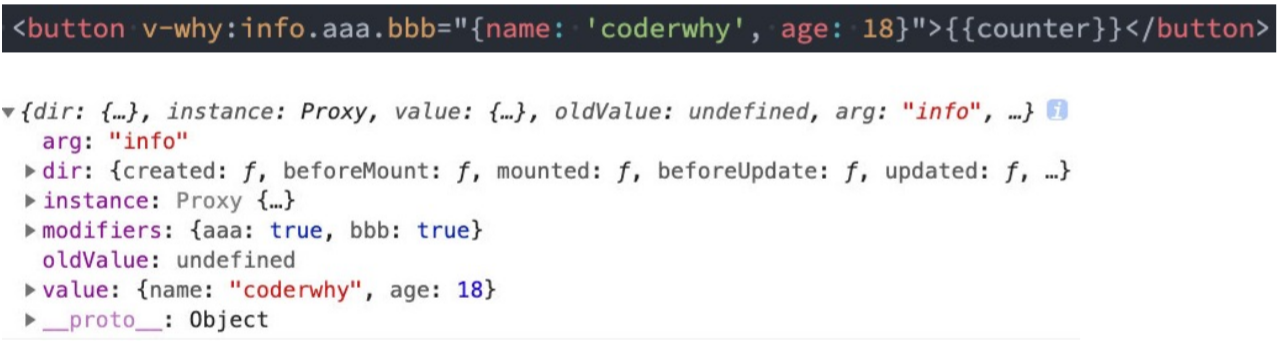 <button v-why:info.aaa.bbb="{name: 'coderwhy', age: 18}">{{counter}}</button>
▼{dir: {…}, instance: Proxy, value: {…}, oldValue: undefined, arg: "info", …} i
arg: "info"
▶dir: {created: ƒ, beforeMount: ƒ, mounted: ƒ, beforeUpdate: ƒ, updated: ƒ, …}
▶instance: Proxy {…}
▶modifiers: {aaa: true, bbb: true}
oldValue: undefined
▶value: {name: "coderwhy", age: 18}
▶__proto__: Object